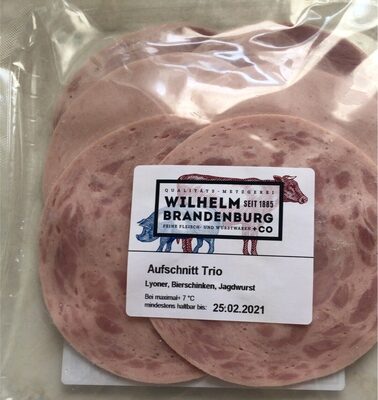 QUALITÄTS-METZGEREI
WILHELM SEIT 1885
BRANDENBURG + CO
FEINE FLEISCH- UND WURSTWAREN
Aufschnitt Trio
Lyoner, Bierschinken, Jagdwurst
Bei maximal+ 7 °C
mindestens haltbar bis: 25.02.2021